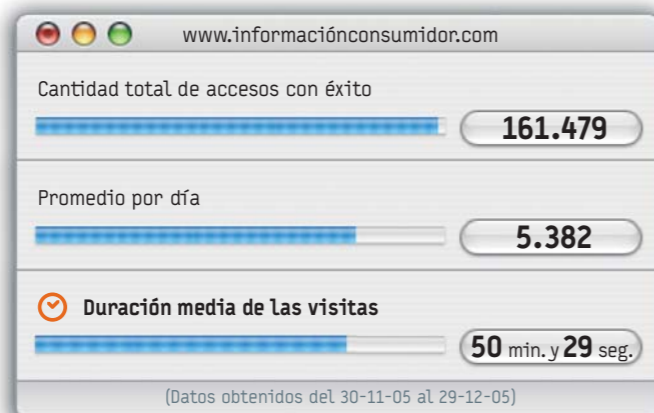 www.informaciónconsumidor.com
Cantidad total de accesos con éxito
161.479
Promedio por día
5.382
Duración media de las visitas
50 min. y 29 seg.
(Datos obtenidos del 30-11-05 al 29-12-05)